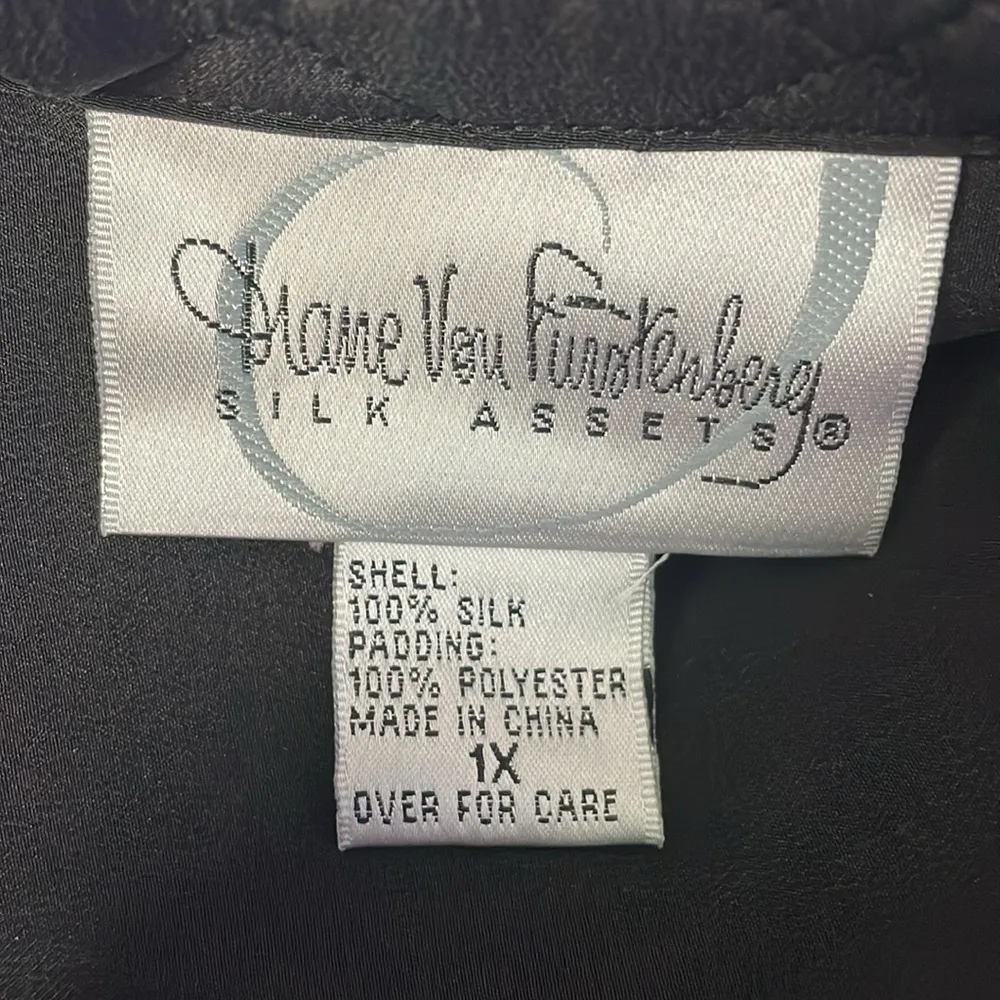 Diane Von Furstenberg
SILK ASSETS®
SHELL:
100% SILK
PADDING:
100% POLYESTER
MADE IN CHINA
1X
OVER FOR CARE